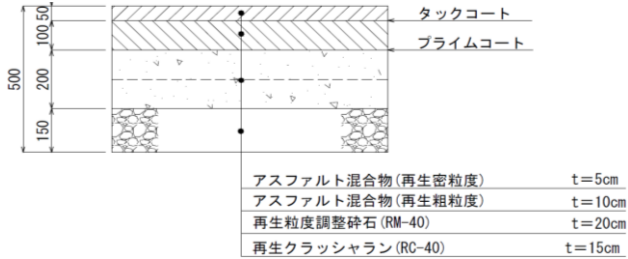 50
100
200
150
500
タックコート
プライムコート
アスファルト混合物(再生密粒度) t=5cm
アスファルト混合物(再生粗粒度) t=10cm
再生粒度調整砕石(RM-40) t=20cm
再生クラッシャラン(RC-40) t=15cm